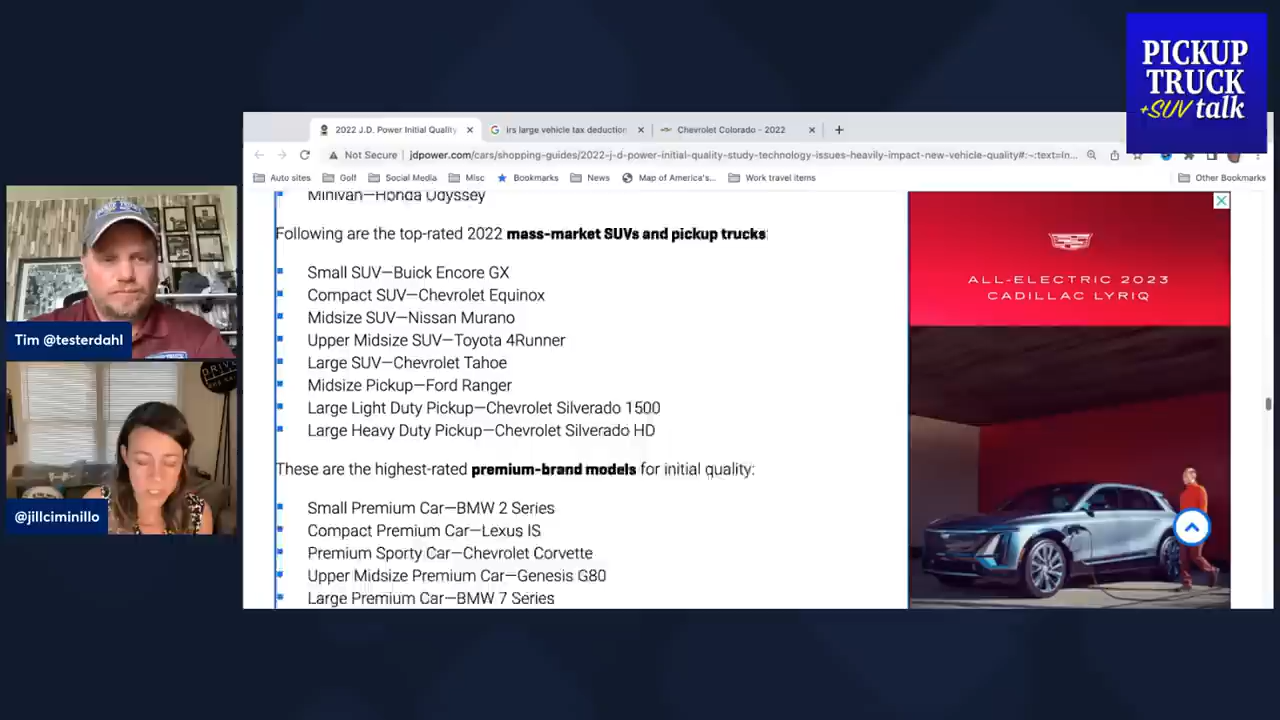 PICKUP
TRUCK
+SUV talk
2022 J.D. Power Initial Quality
irs large vehicle tax deduction
Chevrolet Colorado - 2022
Not Secure
jdpower.com/cars/shopping-guides/2022-j-d-power-initial-quality-study-technology-issues-heavily-impact-new-vehicle-quality#:~:text=In...
Auto sites
Golf
Social Media
Misc
Bookmarks
News
Map of America's...
Work travel items
Other Bookmarks
Minivan—Honda Odyssey
Following are the top-rated 2022 mass-market SUVs and pickup trucks:
Small SUV—Buick Encore GX
Compact SUV—Chevrolet Equinox
Midsize SUV—Nissan Murano
Upper Midsize SUV—Toyota 4Runner
Large SUV—Chevrolet Tahoe
Midsize Pickup—Ford Ranger
Large Light Duty Pickup—Chevrolet Silverado 1500
Large Heavy Duty Pickup—Chevrolet Silverado HD
These are the highest-rated premium-brand models for initial quality:
Small Premium Car—BMW 2 Series
Compact Premium Car—Lexus IS
Premium Sporty Car—Chevrolet Corvette
Upper Midsize Premium Car—Genesis G80
Large Premium Car—BMW 7 Series
ALL-ELECTRIC 2023
CADILLAC LYRIQ
Tim @testerdahl
@jillciminillo